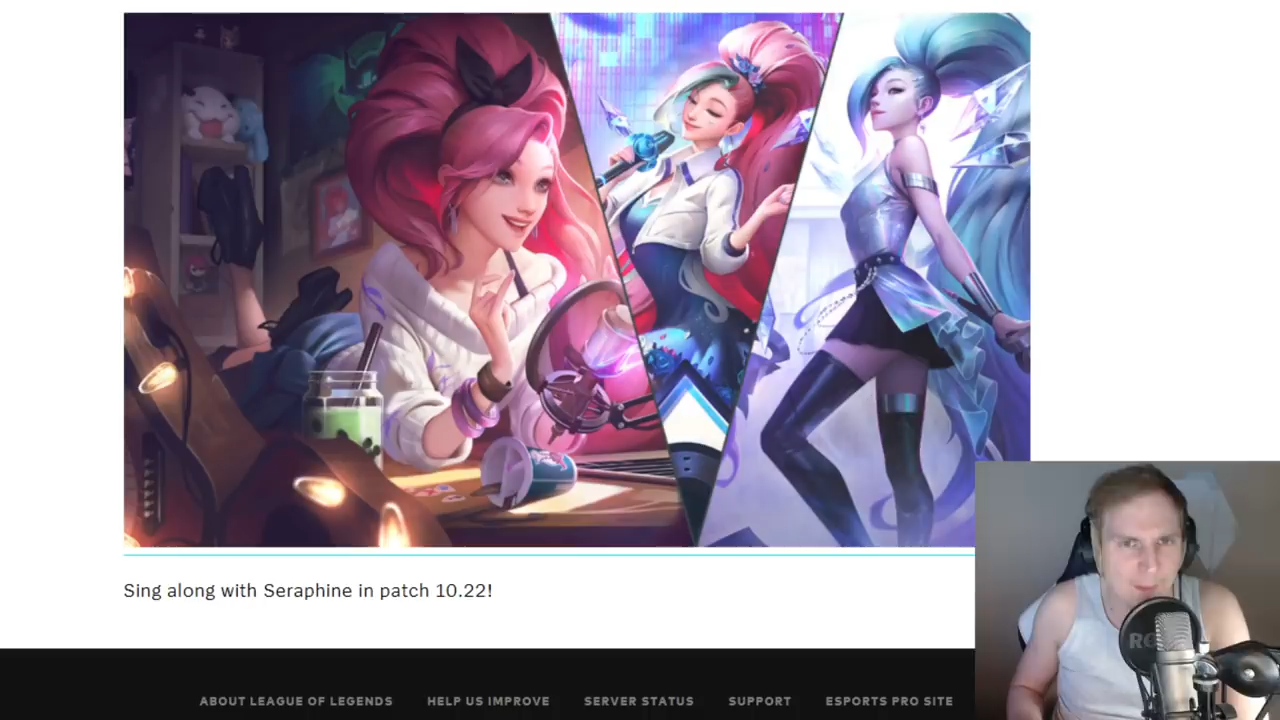 Sing along with Seraphine in patch 10.22!
ABOUT LEAGUE OF LEGENDS HELP US IMPROVE SERVER STATUS SUPPORT ESPORTS PRO SITE